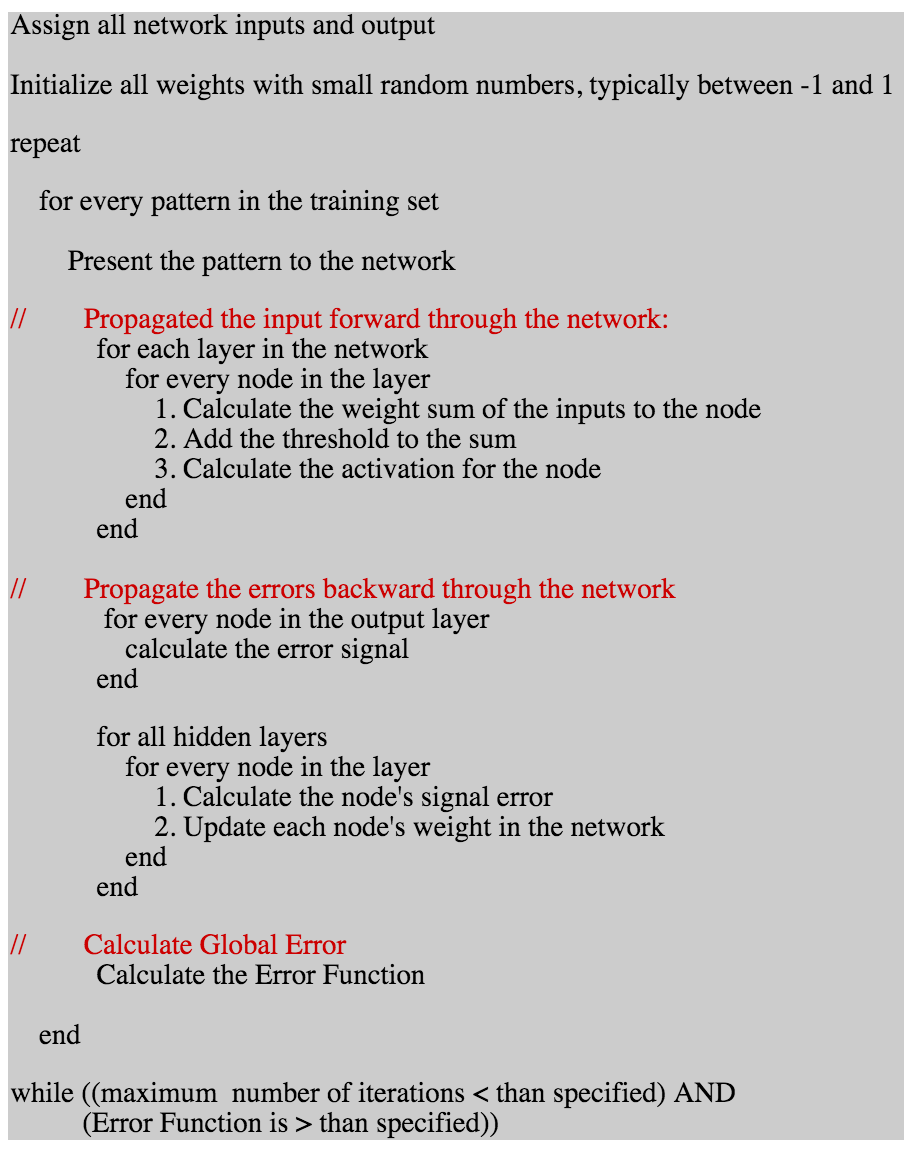 Assign all network inputs and output
Initialize all weights with small random numbers, typically between -1 and 1
repeat
for every pattern in the training set
Present the pattern to the network
// Propagated the input forward through the network:
for each layer in the network
for every node in the layer
1. Calculate the weight sum of the inputs to the node
2. Add the threshold to the sum
3. Calculate the activation for the node
end
end
// Propagate the errors backward through the network
for every node in the output layer
calculate the error signal
end
for all hidden layers
for every node in the layer
1. Calculate the node's signal error
2. Update each node's weight in the network
end
end
// Calculate Global Error
Calculate the Error Function
end
while ((maximum number of iterations < than specified) AND
(Error Function is > than specified))